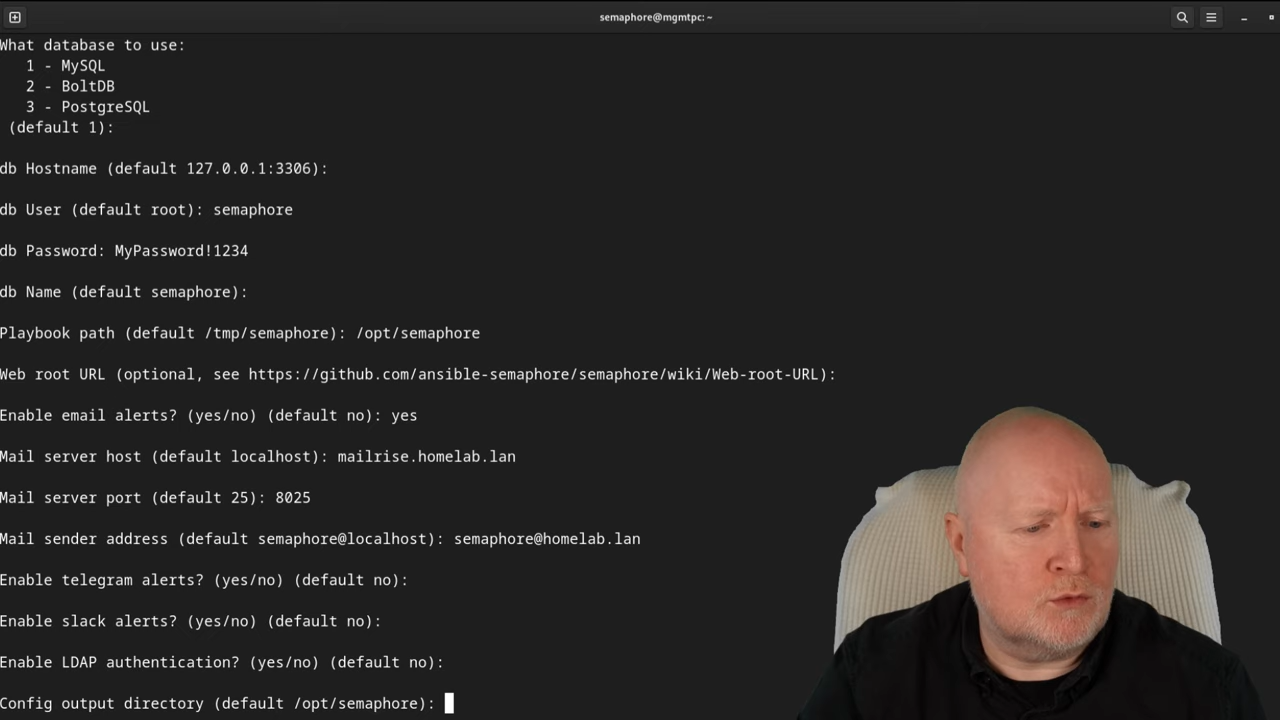 semaphore@mgmtpc: ~
What database to use:
1 - MySQL
2 - BoltDB
3 - PostgreSQL
(default 1):
db Hostname (default 127.0.0.1:3306):
db User (default root): semaphore
db Password: MyPassword!1234
db Name (default semaphore):
Playbook path (default /tmp/semaphore): /opt/semaphore
Web root URL (optional, see https://github.com/ansible-semaphore/semaphore/wiki/Web-root-URL):
Enable email alerts? (yes/no) (default no): yes
Mail server host (default localhost): mailrise.homelab.lan
Mail server port (default 25): 8025
Mail sender address (default semaphore@localhost): semaphore@homelab.lan
Enable telegram alerts? (yes/no) (default no):
Enable slack alerts? (yes/no) (default no):
Enable LDAP authentication? (yes/no) (default no):
Config output directory (default /opt/semaphore):